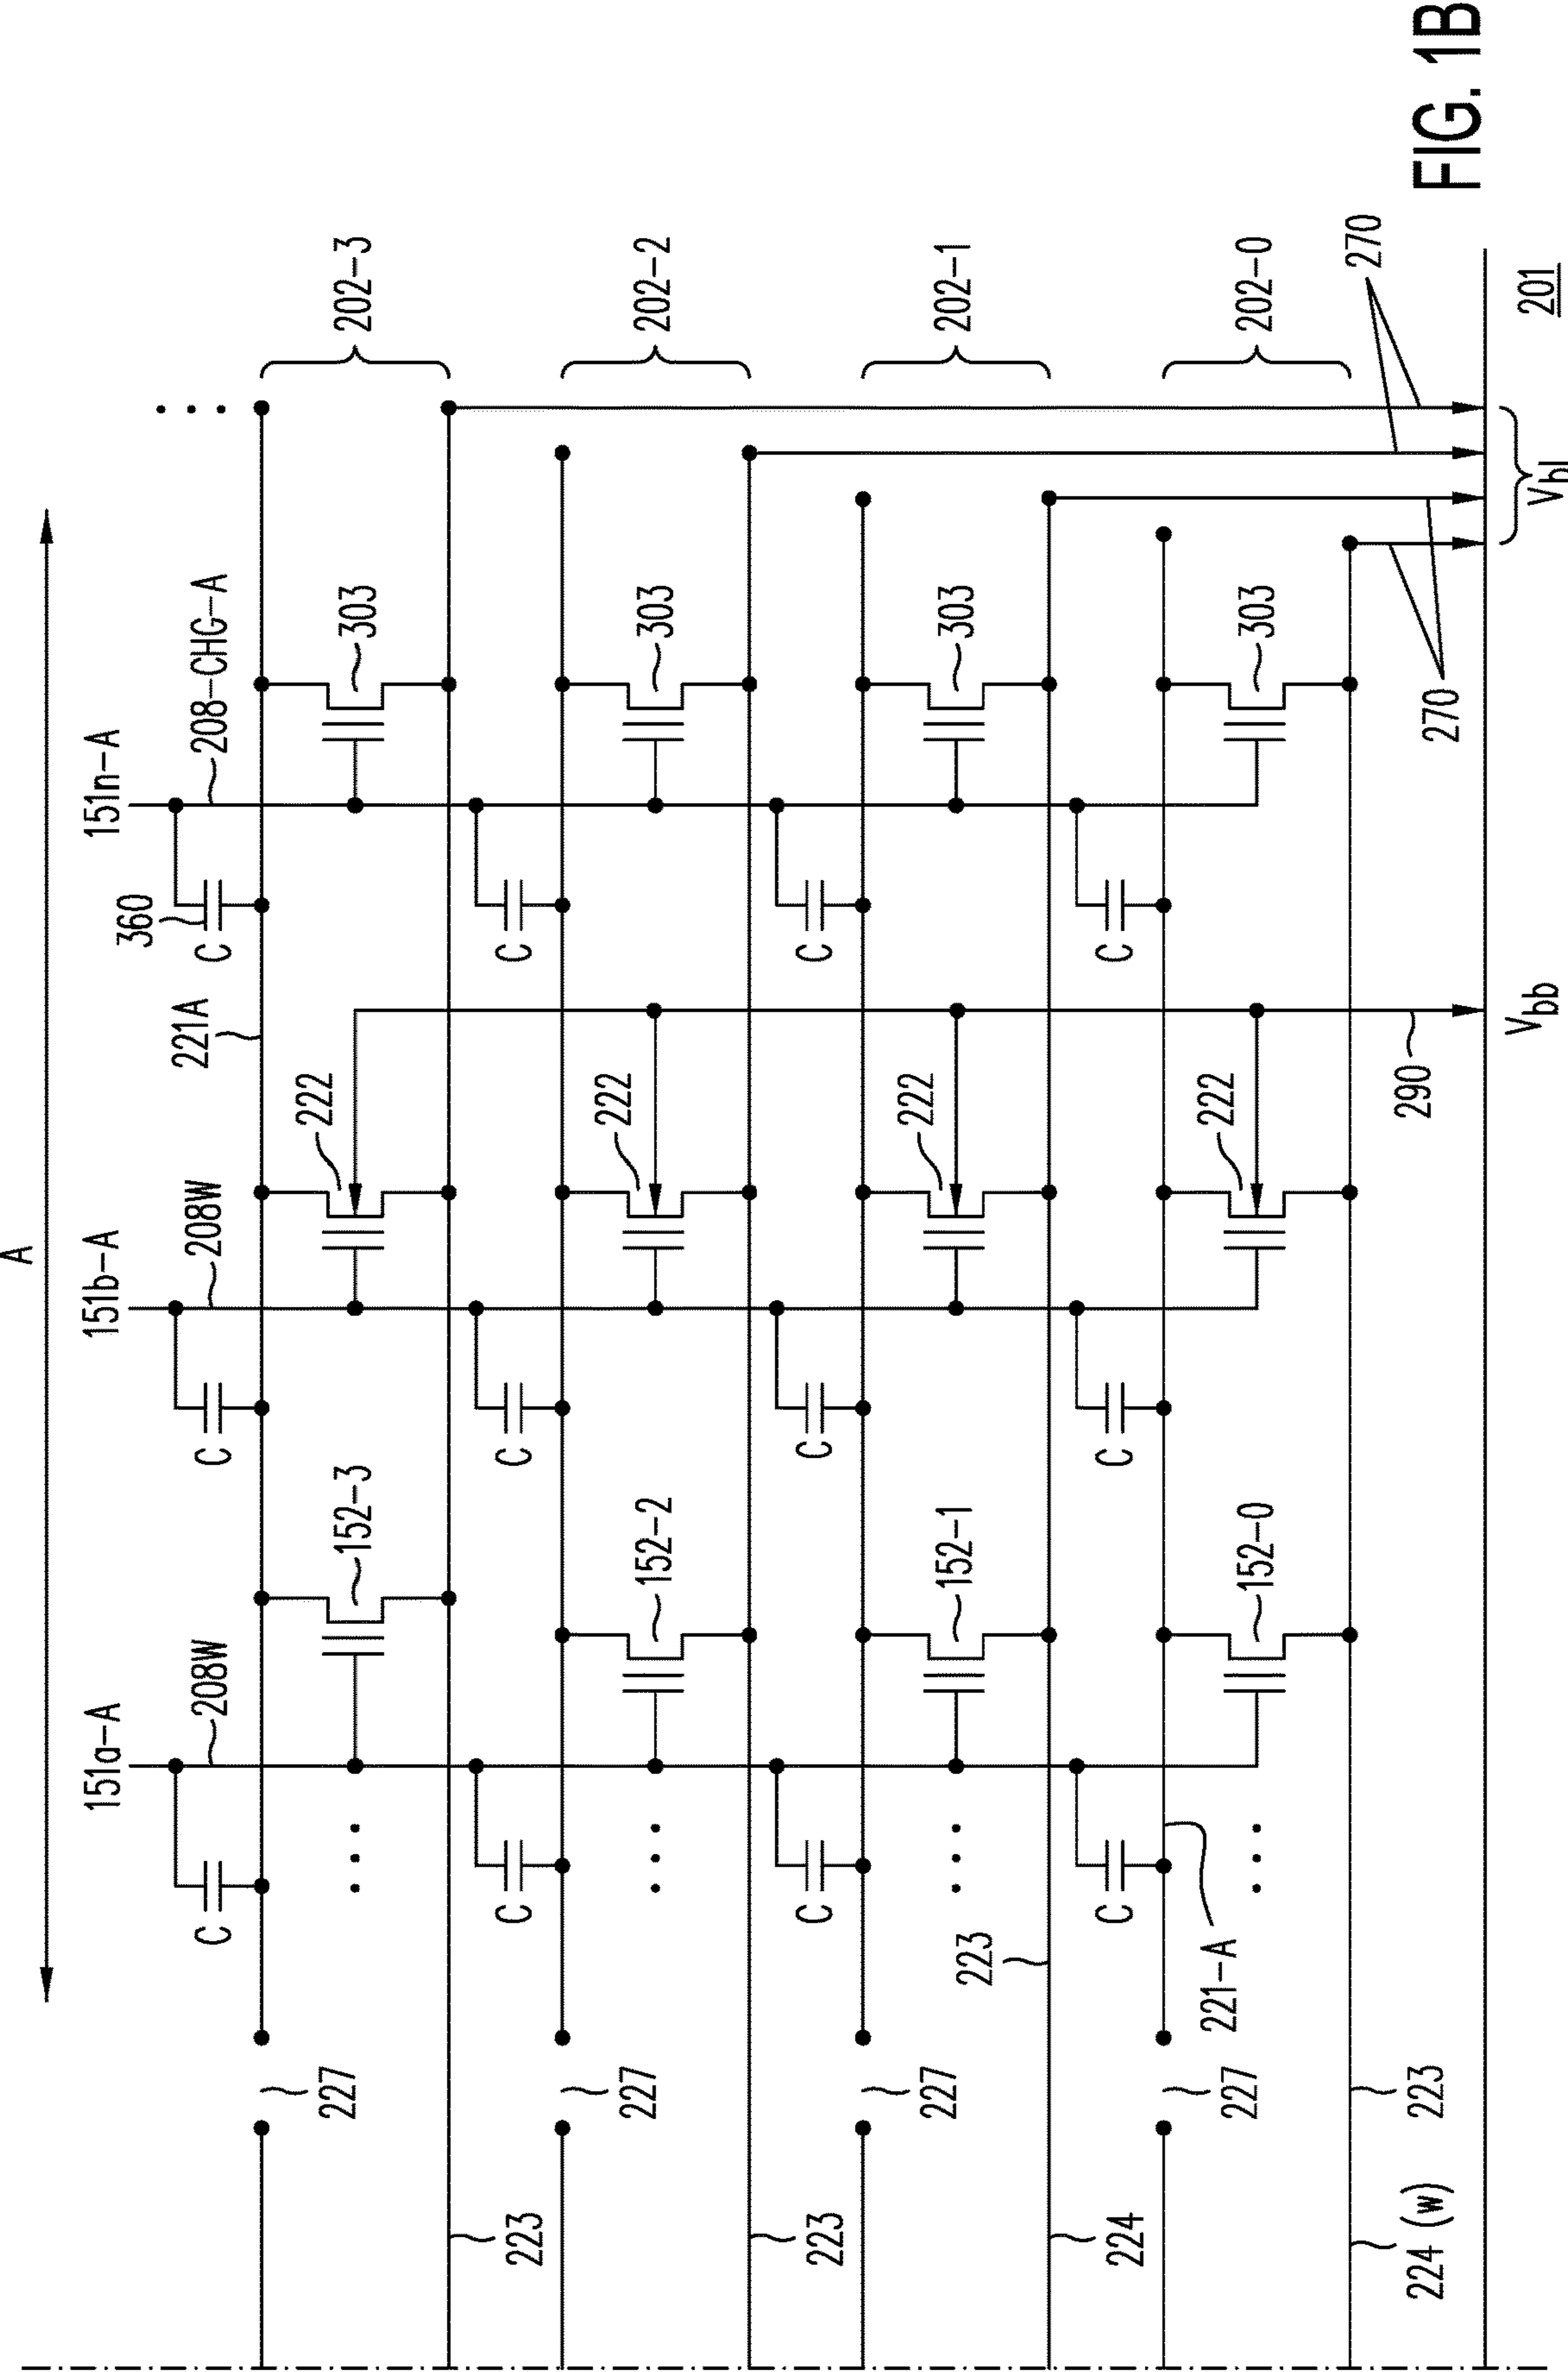 A
151a-A
151b-A
151n-A
360
C
208W
C
208W
221A
C
208-CHG-A
222
227
152-3
303
202-3
223
C
C
C
222
227
152-2
303
202-2
223
C
C
C
222
227
223
152-1
303
202-1
224
C
C
C
222
227
221-A
152-0
303
202-0
270
224 (w)
223
290
270
FIG. 1B
Vbb
Vbl
201